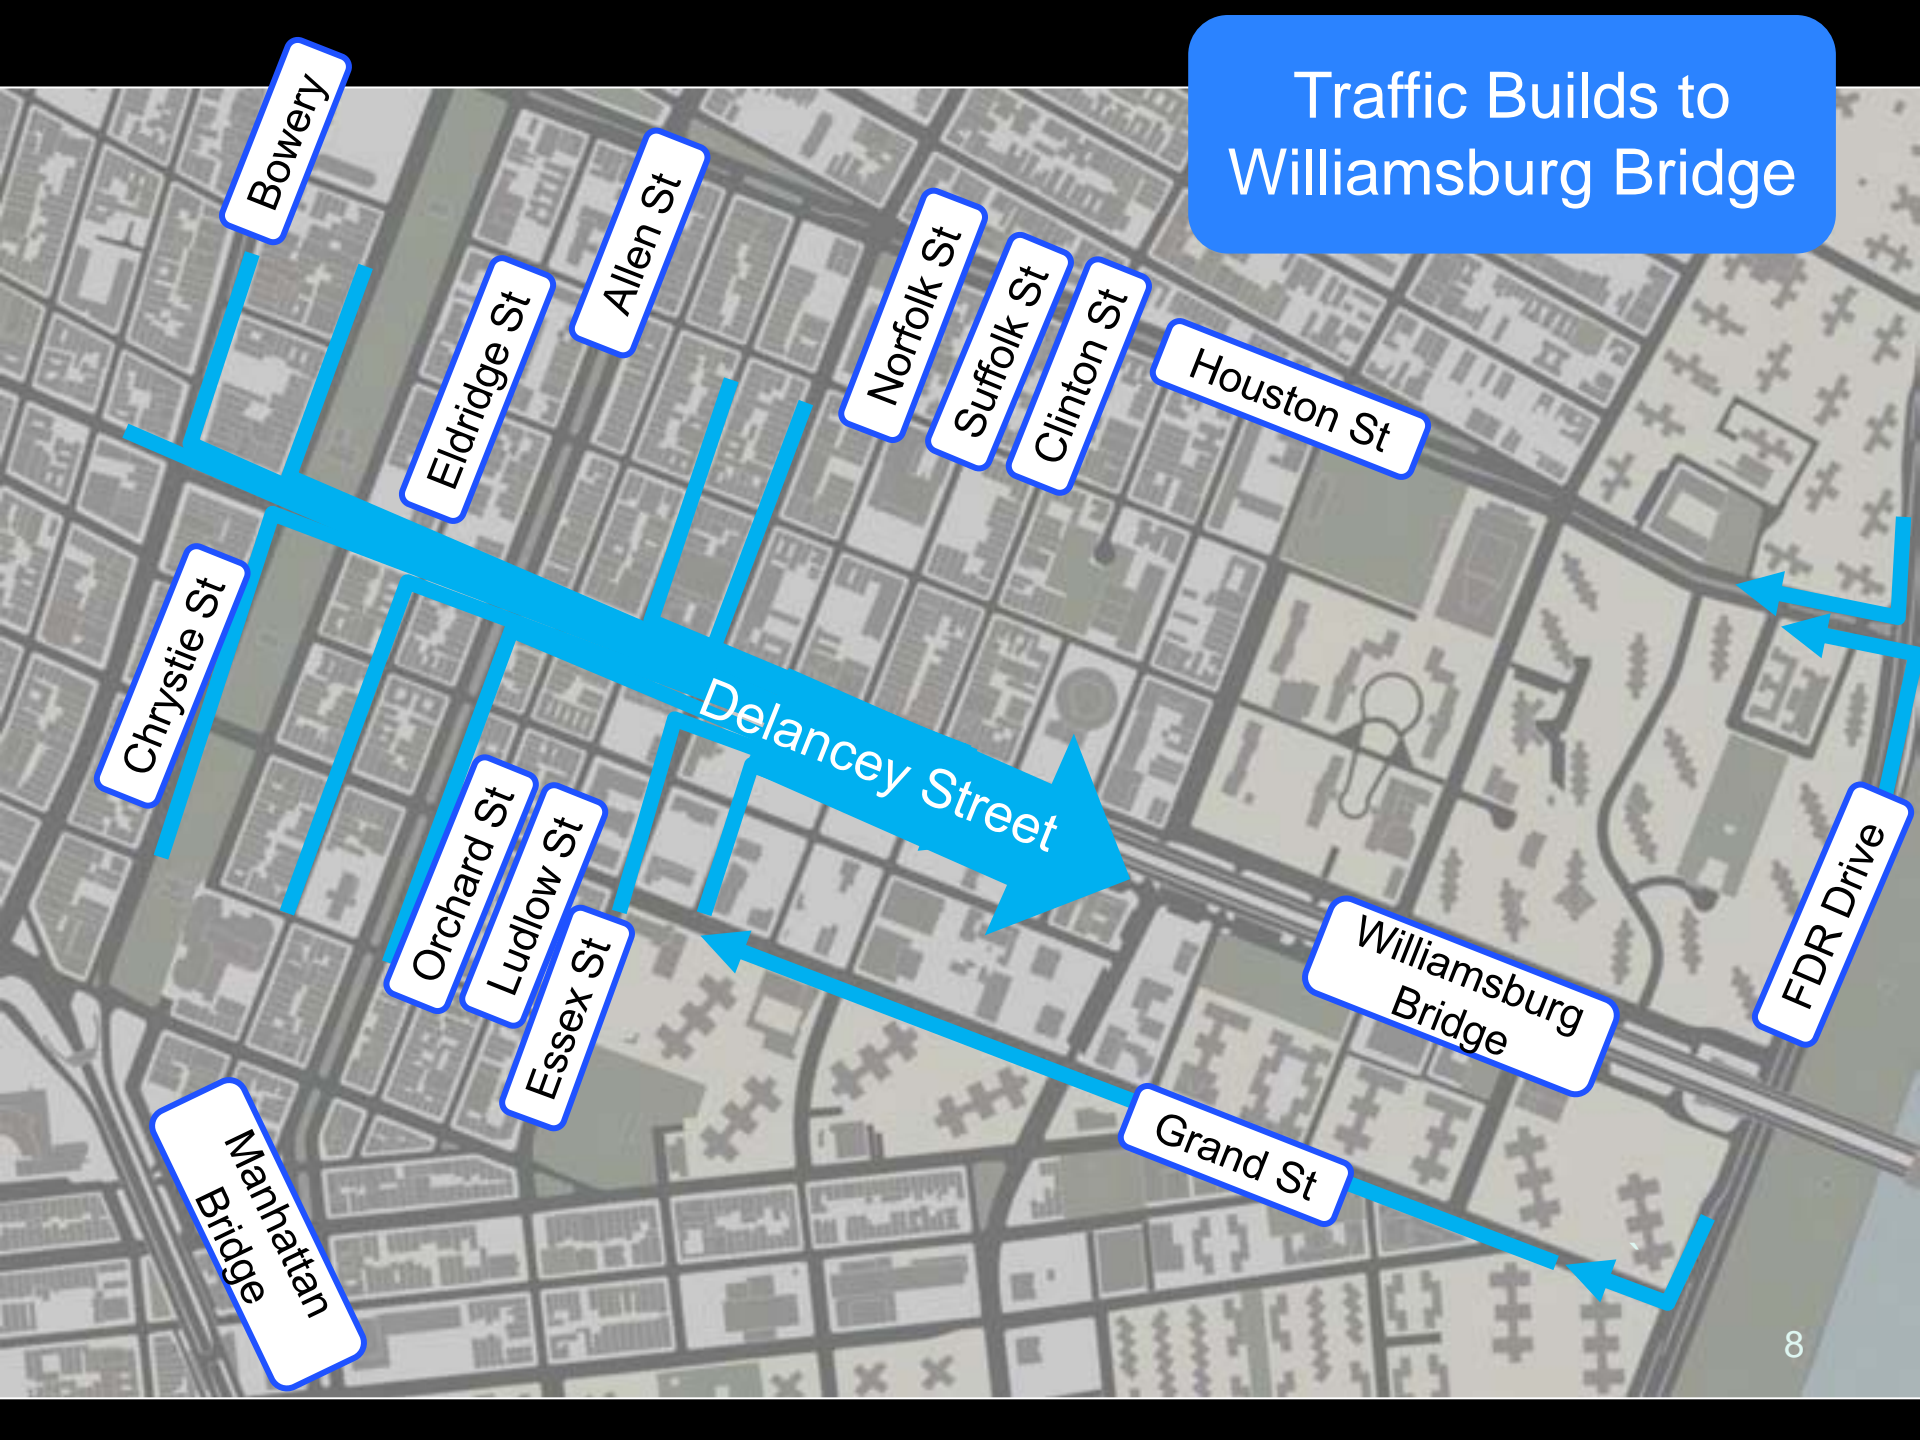 Traffic Builds to
Williamsburg Bridge
Bowery
Allen St
Norfolk St
Suffolk St
Clinton St
Houston St
Eldridge St
Chrystie St
Delancey Street
Orchard St
Ludlow St
Essex St
Williamsburg
Bridge
FDR Drive
Grand St
Manhattan
Bridge
8